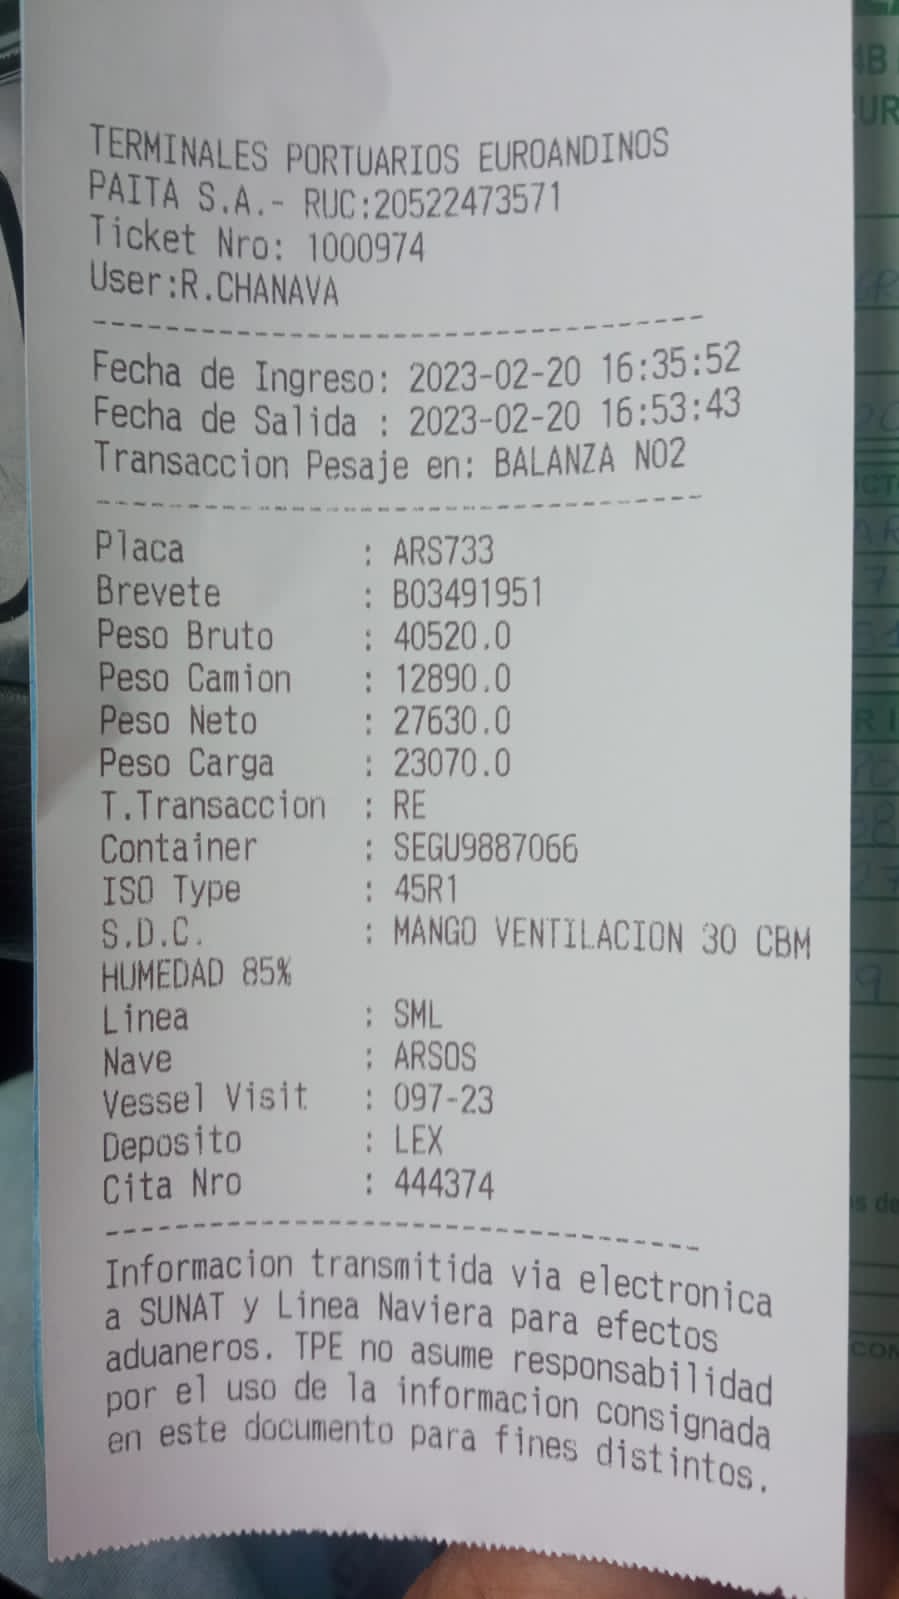 TERMINALES PORTUARIOS EUROANDINOS
PAITA S.A.- RUC:20522473571
Ticket Nro: 1000974
User:R.CHANAVA
Fecha de Ingreso: 2023-02-20 16:35:52
Fecha de Salida : 2023-02-20 16:53:43
Transaccion Pesaje en: BALANZA NO2
Placa : ARS733
Brevete : B03491951
Peso Bruto : 40520.0
Peso Camion : 12890.0
Peso Neto : 27630.0
Peso Carga : 23070.0
T.Transaccion : RE
Container : SEGU9887066
ISO Type : 45R1
S.D.C. : MANGO VENTILACION 30 CBM
HUMEDAD 85%
Linea : SML
Nave : ARSOS
Vessel Visit : 097-23
Deposito : LEX
Cita Nro : 444374
Informacion transmitida via electronica
a SUNAT y Linea Naviera para efectos
aduaneros. TPE no asume responsabilidad
por el uso de la informacion consignada
en este documento para fines distintos.